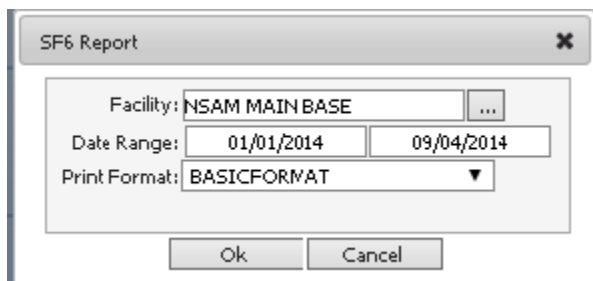 SF6 Report
Facility: NSAM MAIN BASE ...
Date Range: 01/01/2014 09/04/2014
Print Format: BASICFORMAT
Ok Cancel